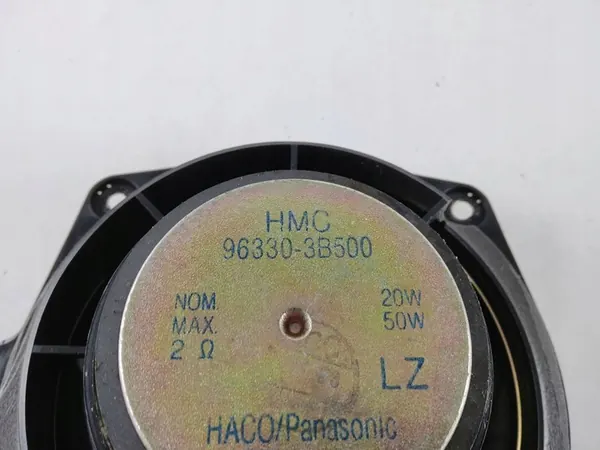 HMC
96330-3B500
NOM. 20W
MAX. 50W
2 Ω
LZ
HACO/Panasonic